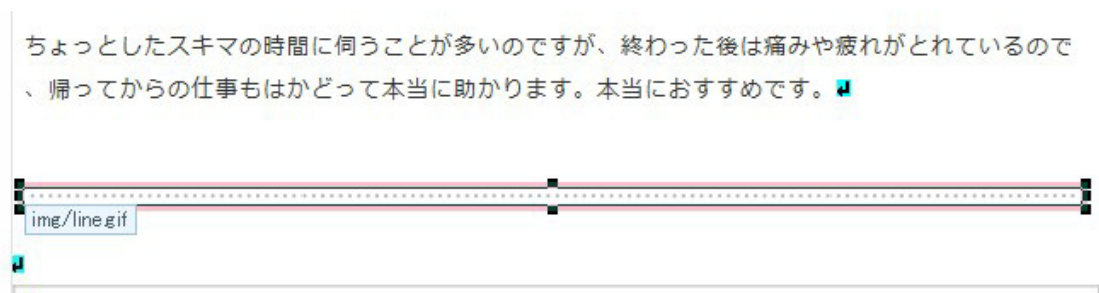 ちょっとしたスキマの時間に伺うことが多いのですが、終わった後は痛みや疲れがとれているので
、帰ってからの仕事もはかどって本当に助かります。本当におすすめです。
img/line.gif